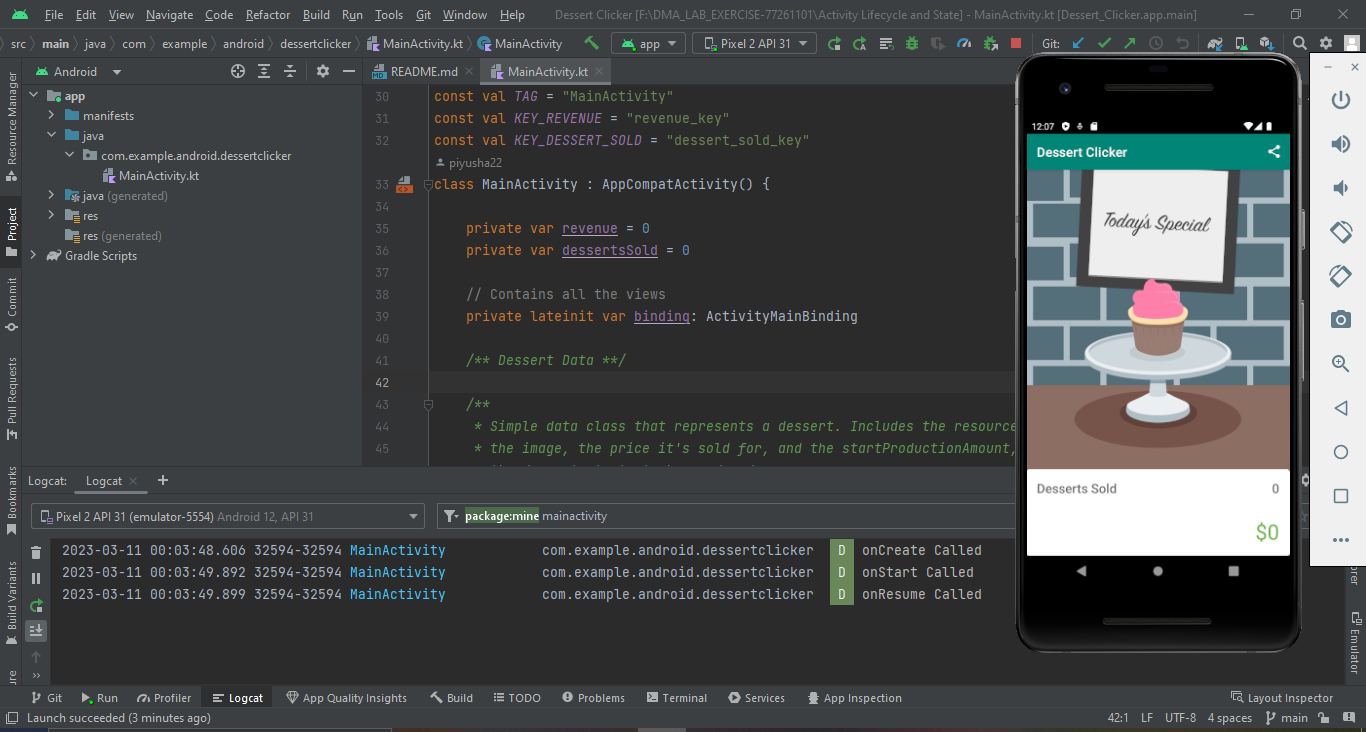 File Edit View Navigate Code Refactor Build Run Tools Git Window Help Dessert Clicker [F:\DMA_LAB_EXERCISE-77261101\Activity Lifecycle and State] - MainActivity.kt [Dessert_Clicker.app.main]
src main java com example android dessertclicker MainActivity.kt MainActivity app Pixel 2 API 31 Git:
Android
README.md
MainActivity.kt
Resource Manager
Project
Commit
Pull Requests
Bookmarks
Build Variants
app
manifests
java
com.example.android.dessertclicker
MainActivity.kt
java (generated)
res
res (generated)
Gradle Scripts
30 const val TAG = "MainActivity"
31 const val KEY_REVENUE = "revenue_key"
32 const val KEY_DESSERT_SOLD = "dessert_sold_key"
piyusha22
33 class MainActivity : AppCompatActivity() {
34
35 private var revenue = 0
36 private var dessertsSold = 0
37
38 // Contains all the views
39 private lateinit var binding: ActivityMainBinding
40
41 /** Dessert Data **/
42
43 /**
44 * Simple data class that represents a dessert. Includes the resource
45 * the image, the price it's sold for, and the startProductionAmount,
12:07
Dessert Clicker
Today's Special
Desserts Sold 0
$0
Logcat: Logcat
Pixel 2 API 31 (emulator-5554) Android 12, API 31
package:mine mainactivity
2023-03-11 00:03:48.606 32594-32594 MainActivity com.example.android.dessertclicker D onCreate Called
2023-03-11 00:03:49.892 32594-32594 MainActivity com.example.android.dessertclicker D onStart Called
2023-03-11 00:03:49.899 32594-32594 MainActivity com.example.android.dessertclicker D onResume Called
Emulator
Git Run Profiler Logcat App Quality Insights Build TODO Problems Terminal Services App Inspection Layout Inspector
Launch succeeded (3 minutes ago) 42:1 LF UTF-8 4 spaces main